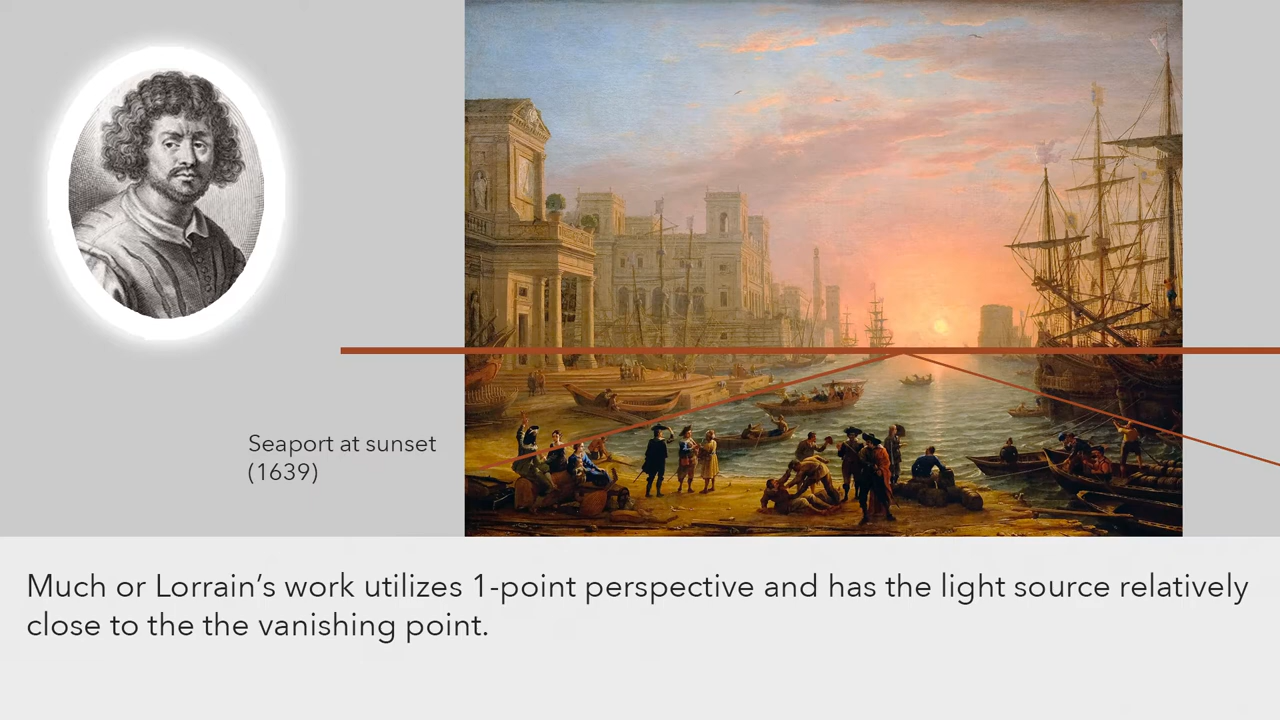 Seaport at sunset
(1639)
Much or Lorrain’s work utilizes 1-point perspective and has the light source relatively
close to the the vanishing point.